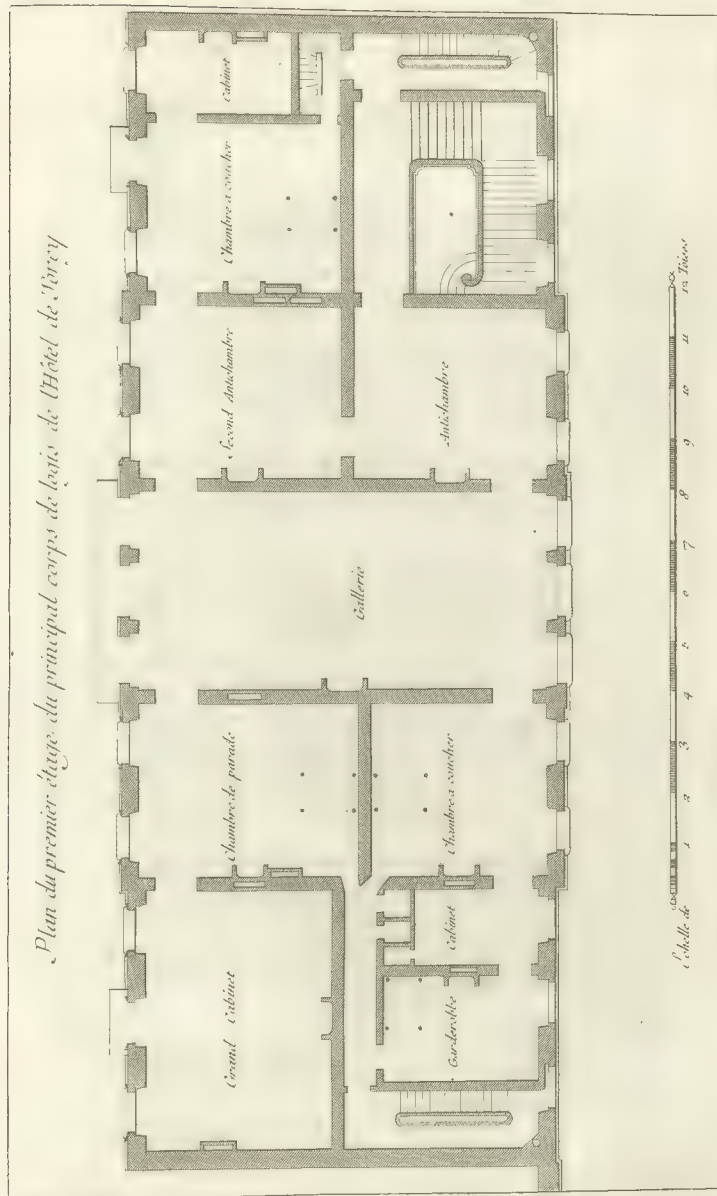 Plan du premier étage du principal corps de logis de l'Hôtel de Torcy
Grand Cabinet
Chambre de parade
Second Antichambre
Chambre a coucher
Cabinet
Gallerie
Garderobbe
Cabinet
Chambre a coucher
Antichambre
Echelle de 1 2 3 4 5 6 7 8 9 10 11 12 Toises